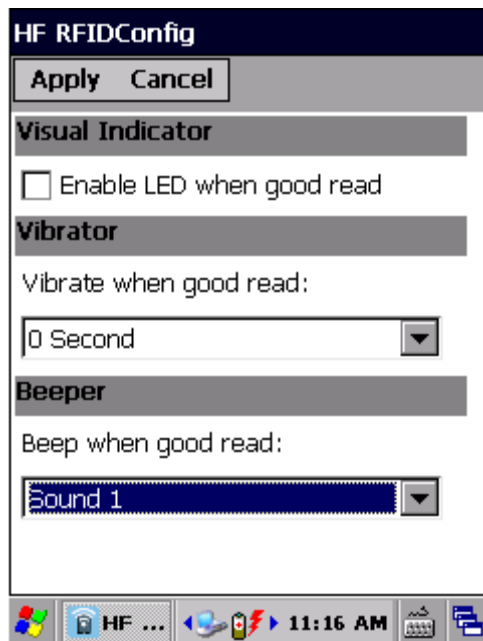 HF RFIDConfig
Apply Cancel
Visual Indicator
Enable LED when good read
Vibrator
Vibrate when good read:
0 Second
Beeper
Beep when good read:
Sound 1
HF ... 11:16 AM